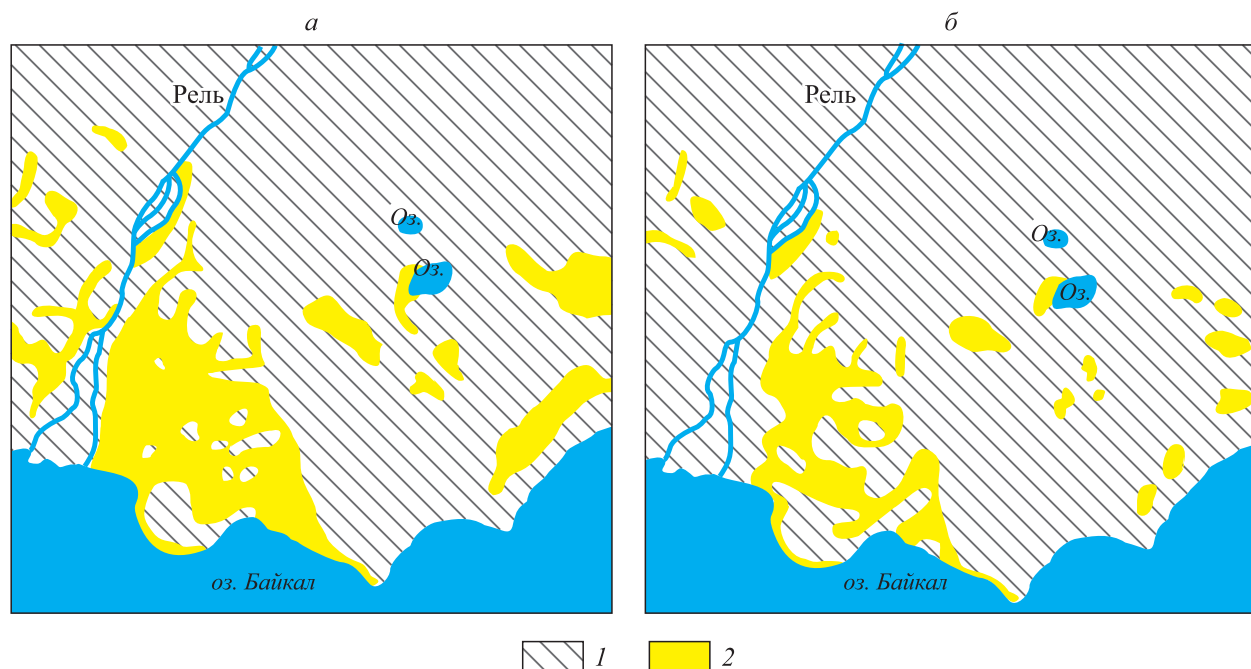 а б
Рель Рель
Оз. Оз.
Оз. Оз.
оз. Байкал оз. Байкал
1 2